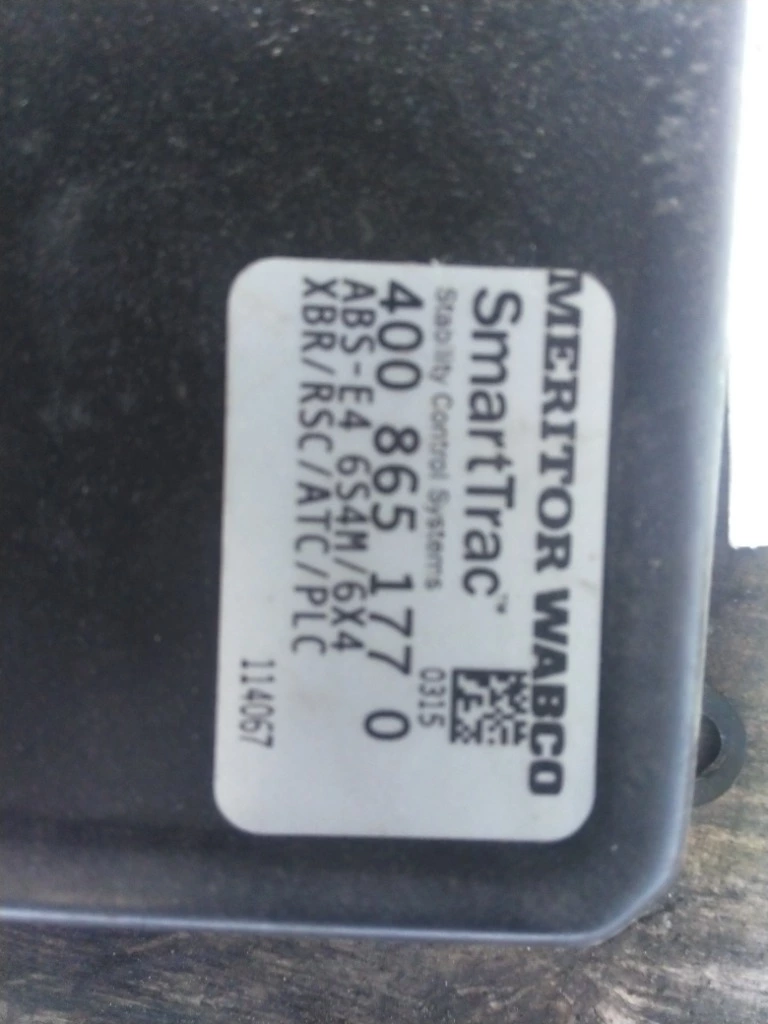 MERITOR WABCO
SmartTrac™
Stability Control Systems
0315
400 865 177 0
ABS-E4 6S4M/6X4
XBR/RSC/ATC/PLC
114067